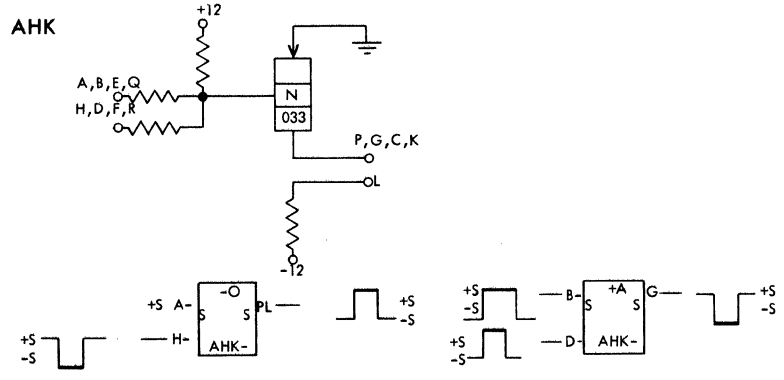 AHK
+12
A,B,E,Q
H,D,F,R
N
033
P,G,C,K
L
-12
-O
+S A- PL
S S
H-
AHK-
+S
-S
+S
-S
+A
+S
-S
B- G
S S
D-
AHK-
+S
-S
+S
-S